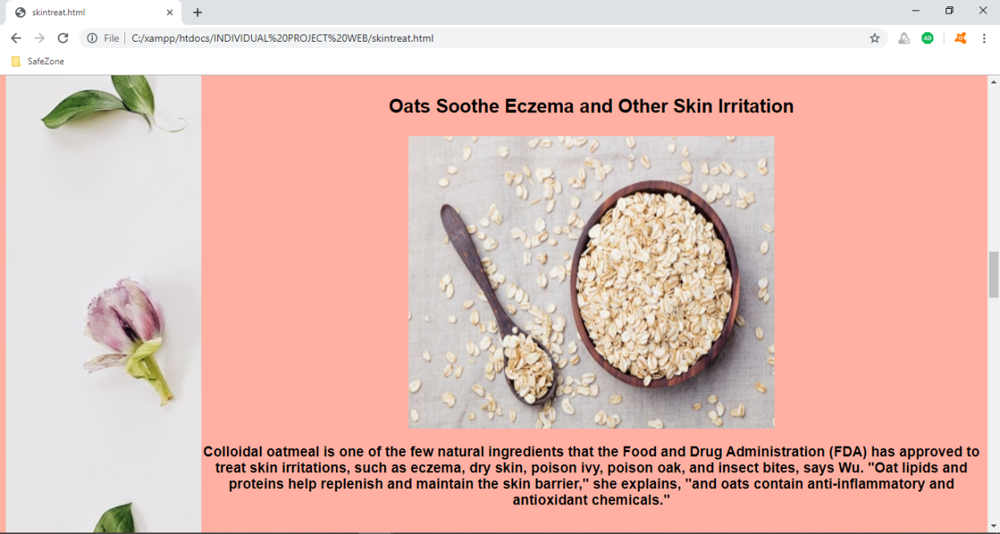 skintreat.html
File C:/xampp/htdocs/INDIVIDUAL%20PROJECT%20WEB/skintreat.html
AD
SafeZone
Oats Soothe Eczema and Other Skin Irritation
Colloidal oatmeal is one of the few natural ingredients that the Food and Drug Administration (FDA) has approved to
treat skin irritations, such as eczema, dry skin, poison ivy, poison oak, and insect bites, says Wu. "Oat lipids and
proteins help replenish and maintain the skin barrier," she explains, "and oats contain anti-inflammatory and
antioxidant chemicals."